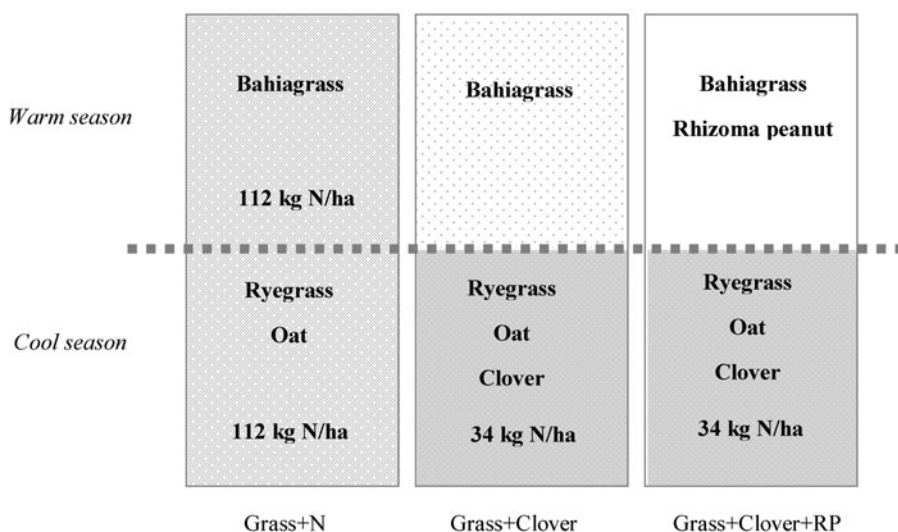 Warm season
Bahiagrass
112 kg N/ha
Bahiagrass
Bahiagrass
Rhizoma peanut
Cool season
Ryegrass
Oat
112 kg N/ha
Ryegrass
Oat
Clover
34 kg N/ha
Ryegrass
Oat
Clover
34 kg N/ha
Grass+N
Grass+Clover
Grass+Clover+RP